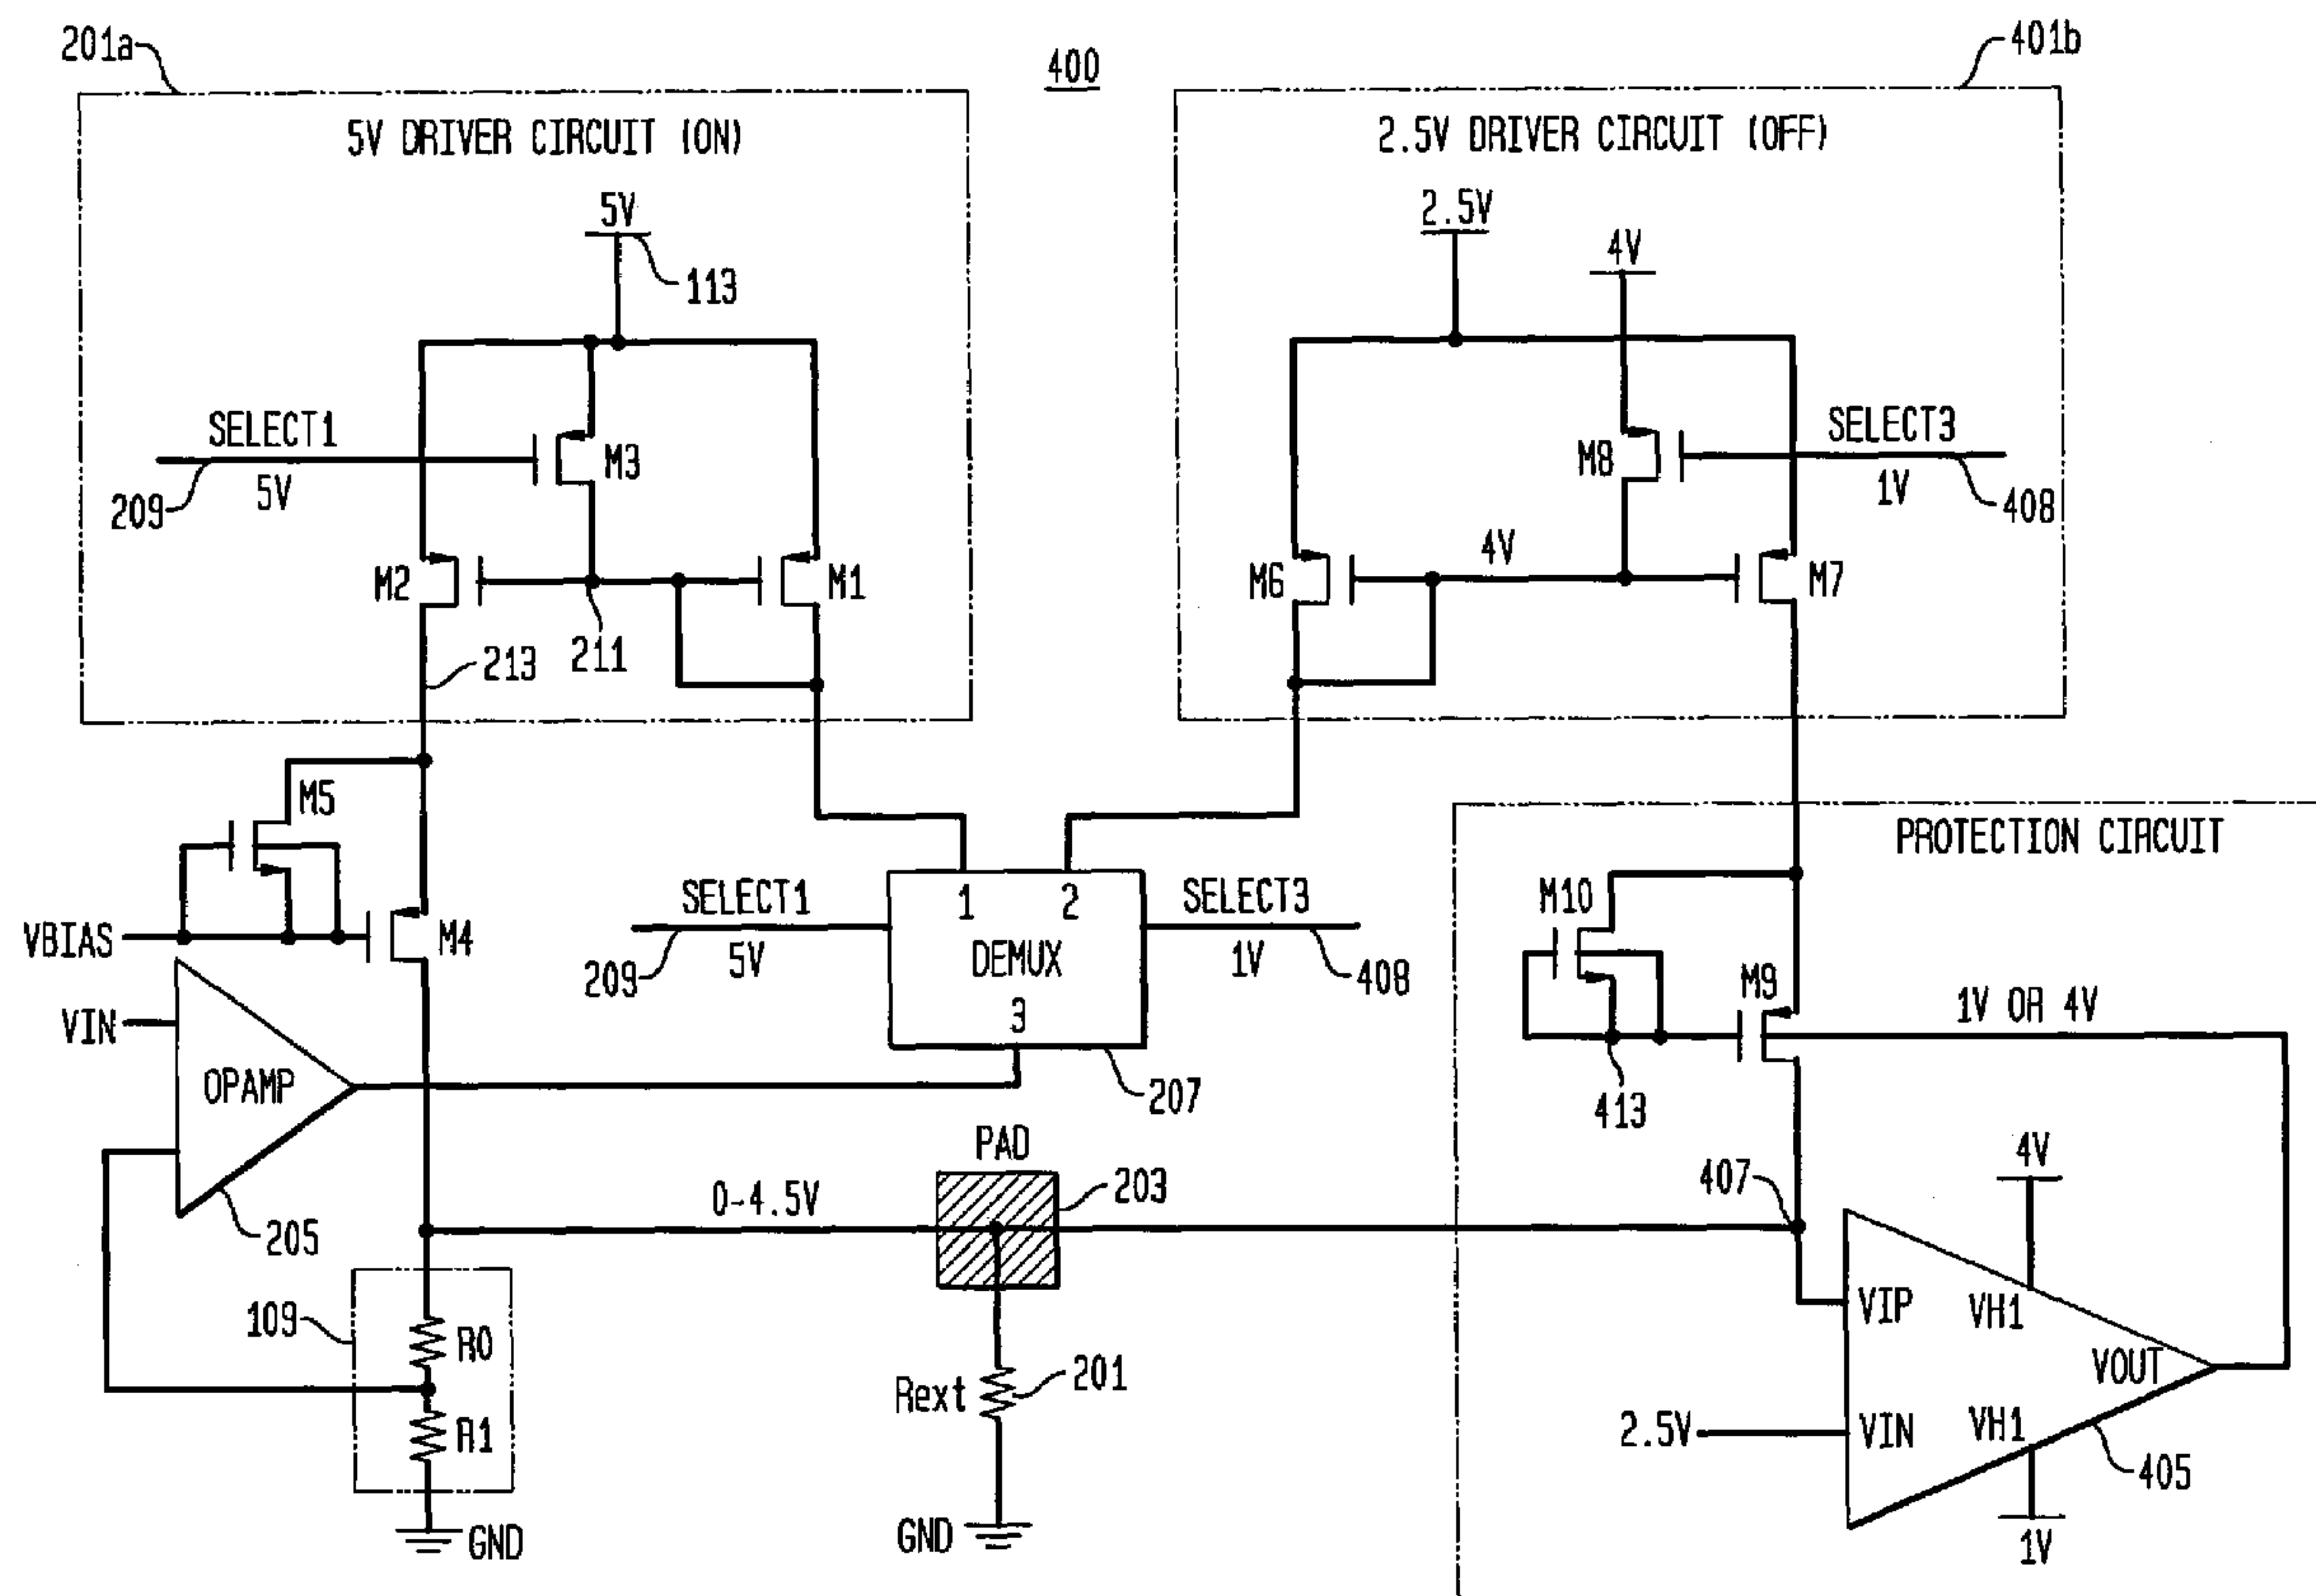 400
201a
5V DRIVER CIRCUIT (ON)
5V
113
SELECT1
5V
209
M3
M2
M1
211
213
401b
2.5V DRIVER CIRCUIT (OFF)
2.5V
4V
M8
SELECT3
1V
408
M6
4V
M7
M5
VBIAS
M4
VIN
OPAMP
205
SELECT1
5V
209
1
2
DEMUX
3
207
SELECT3
1V
408
PROTECTION CIRCUIT
M10
M9
1V OR 4V
413
PAD
203
0-4.5V
407
109
R0
R1
GND
Rext
201
GND
4V
VIP
VH1
VOUT
2.5V
VIN
VH1
405
1V